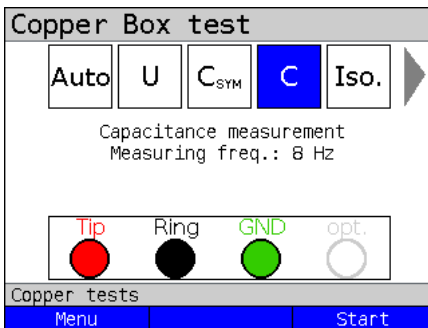 Copper Box test
Auto U CSYM C Iso.
Capacitance measurement
Measuring freq.: 8 Hz
Tip Ring GND opt.
Copper tests
Menu Start